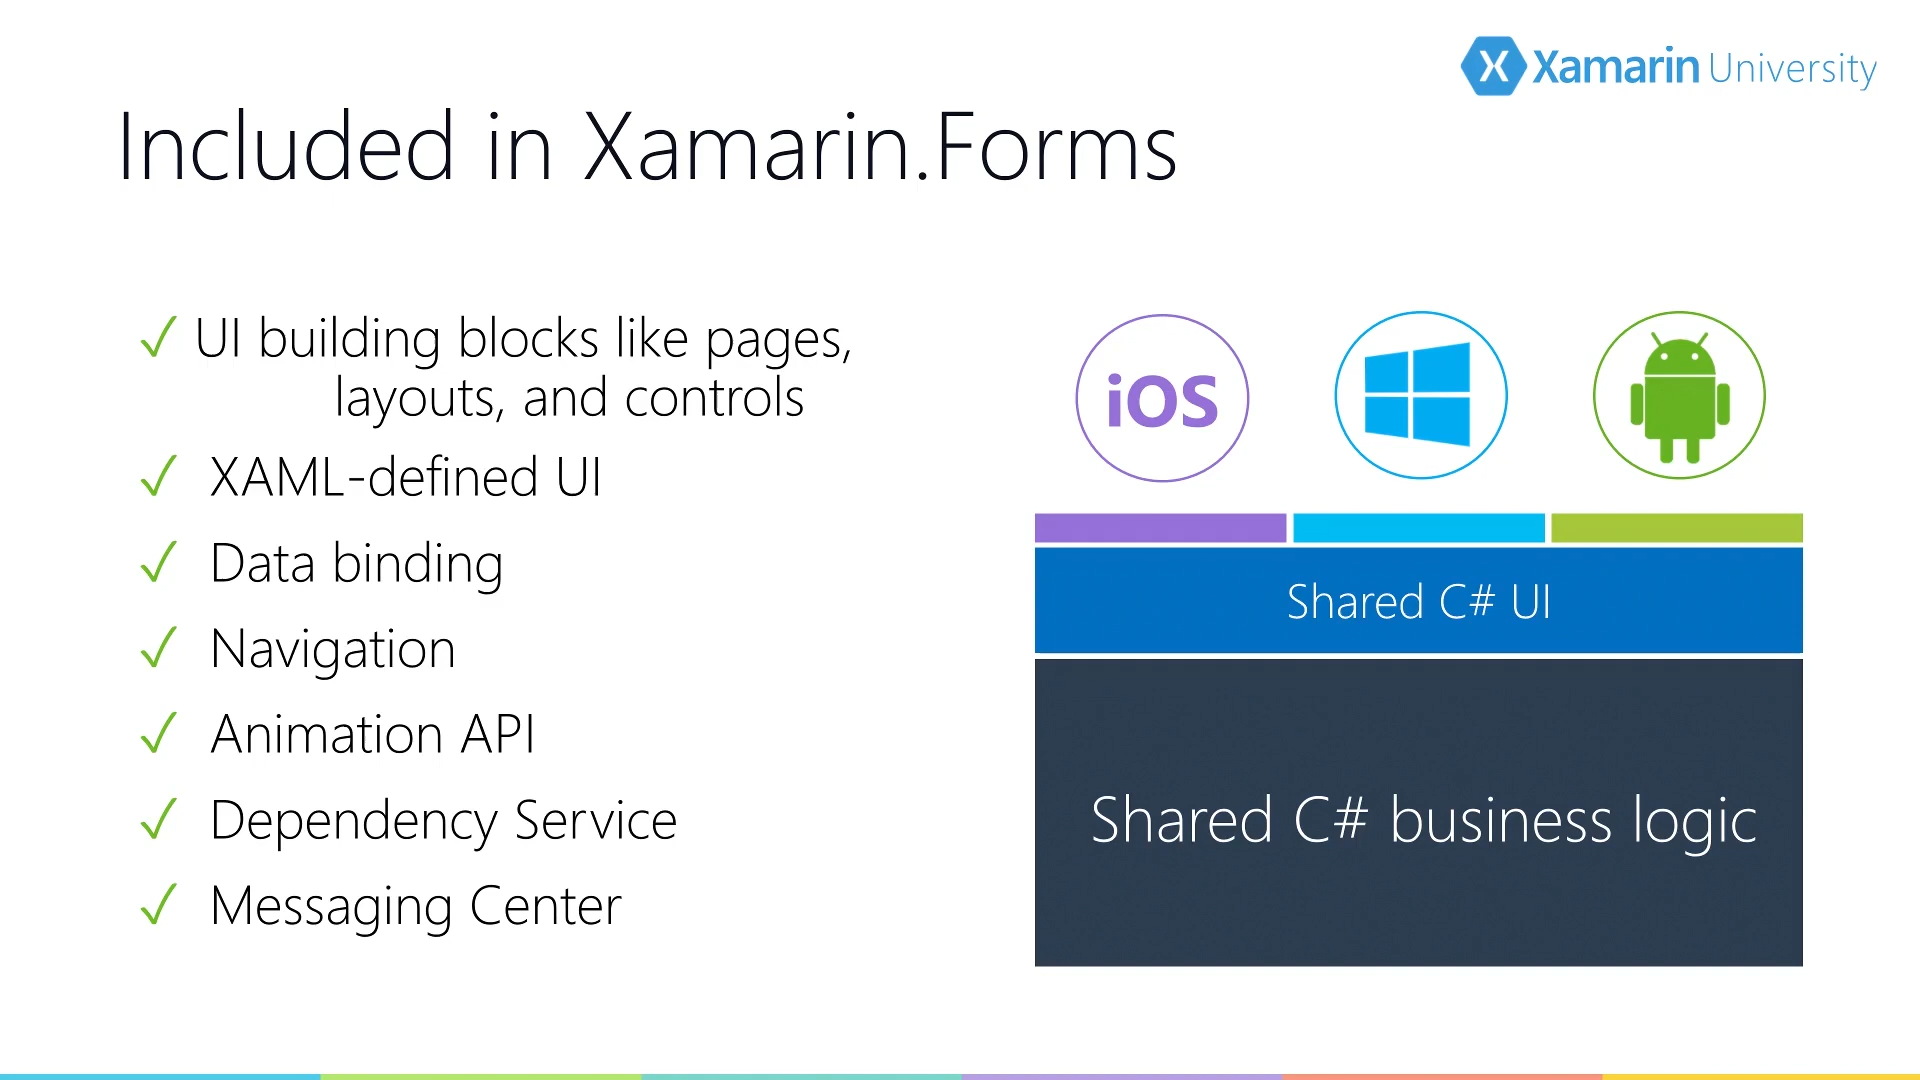 Xamarin University
Included in Xamarin.Forms
✓ UI building blocks like pages,
layouts, and controls
✓ XAML-defined UI
✓ Data binding
✓ Navigation
✓ Animation API
✓ Dependency Service
✓ Messaging Center
iOS
Shared C# UI
Shared C# business logic